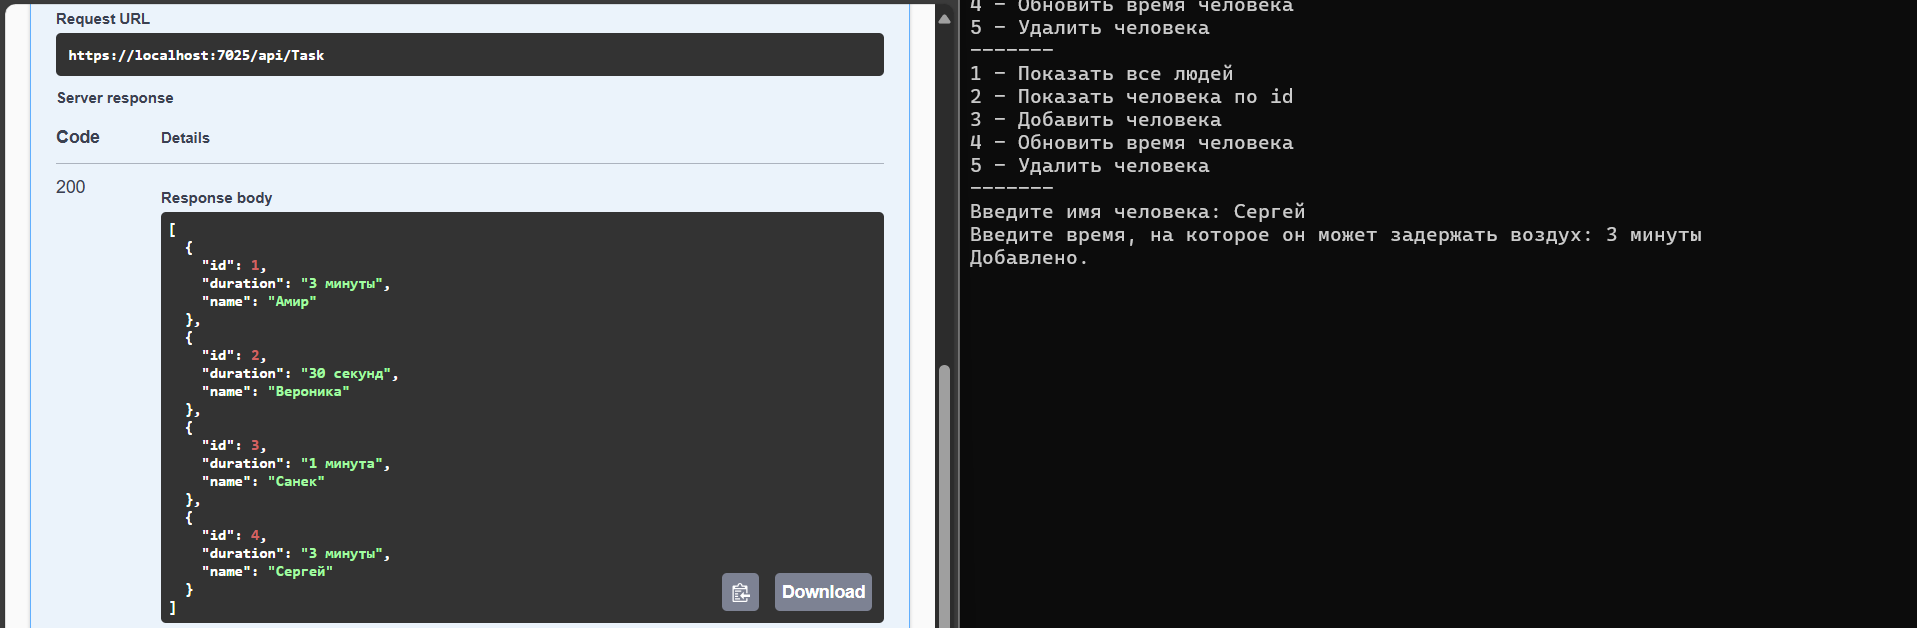 Request URL
https://localhost:7025/api/Task
Server response
Code Details
200
Response body
[
{
"id": 1,
"duration": "3 минуты",
"name": "Амир"
},
{
"id": 2,
"duration": "30 секунд",
"name": "Вероника"
},
{
"id": 3,
"duration": "1 минута",
"name": "Санек"
},
{
"id": 4,
"duration": "3 минуты",
"name": "Сергей"
}
]
Download
4 - Обновить время человека
5 - Удалить человека
-------
1 - Показать все людей
2 - Показать человека по id
3 - Добавить человека
4 - Обновить время человека
5 - Удалить человека
-------
Введите имя человека: Сергей
Введите время, на которое он может задержать воздух: 3 минуты
Добавлено.